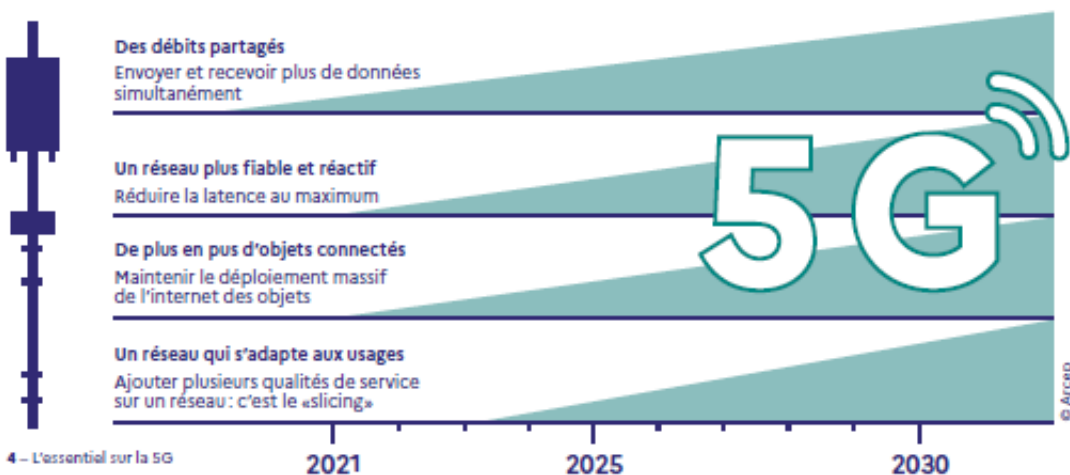 Des débits partagés
Envoyer et recevoir plus de données
simultanément
Un réseau plus fiable et réactif
Réduire la latence au maximum
De plus en pus d'objets connectés
Maintenir le déploiement massif
de l'internet des objets
Un réseau qui s'adapte aux usages
Ajouter plusieurs qualités de service
sur un réseau : c'est le «slicing»
5G
© Arcep
4 – L'essentiel sur la 5G
2021 2025 2030